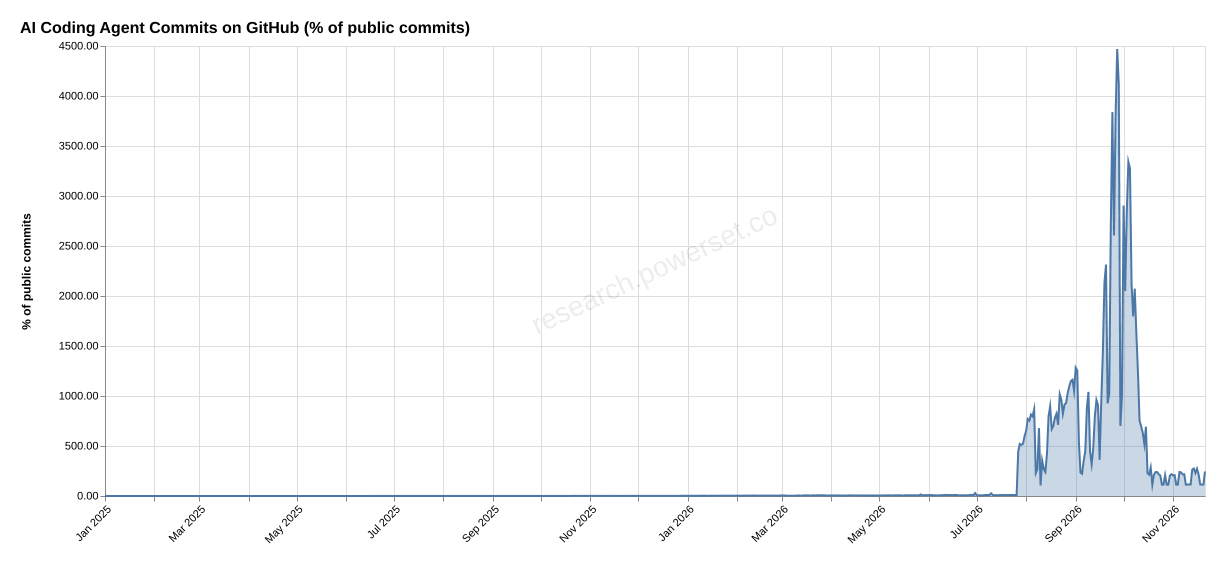 AI Coding Agent Commits on GitHub (% of public commits)
4500.00
4000.00
3500.00
3000.00
2500.00
2000.00
1500.00
1000.00
500.00
0.00
% of public commits
research.powerset.co
Jan 2025
Mar 2025
May 2025
Jul 2025
Sep 2025
Nov 2025
Jan 2026
Mar 2026
May 2026
Jul 2026
Sep 2026
Nov 2026